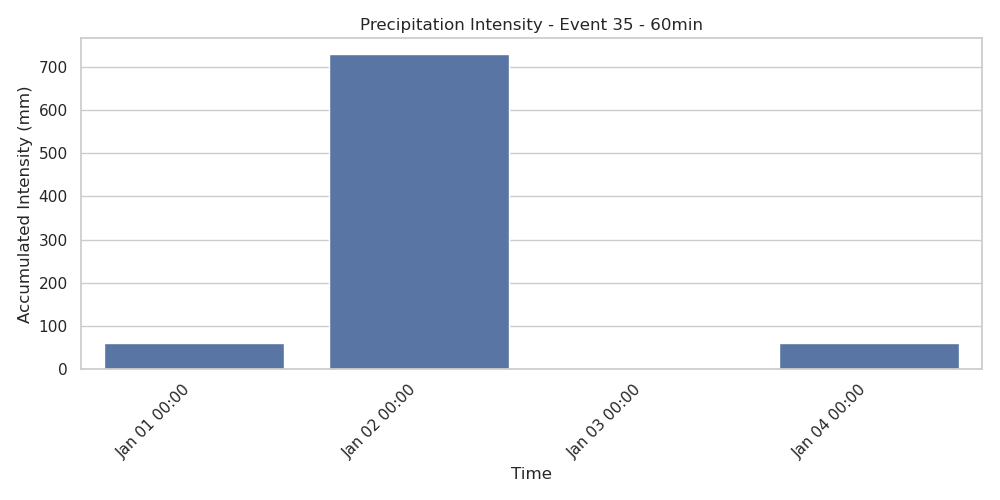 Precipitation Intensity - Event 35 - 60min
Accumulated Intensity (mm)
700
600
500
400
300
200
100
0
Jan 01 00:00
Jan 02 00:00
Jan 03 00:00
Jan 04 00:00
Time